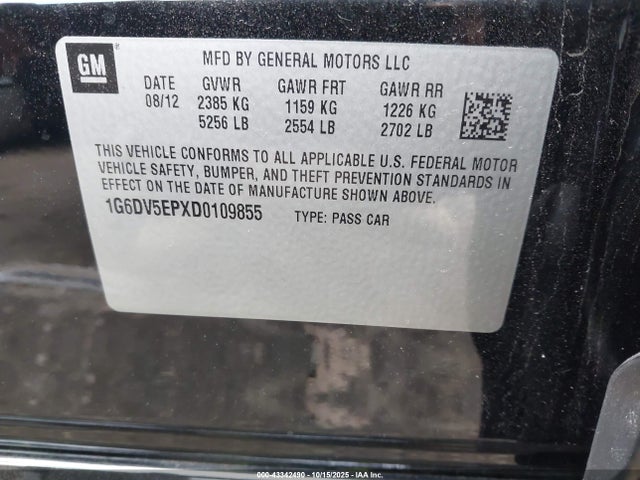 GM
®
MFD BY GENERAL MOTORS LLC
DATE GVWR GAWR FRT GAWR RR
08/12 2385 KG 1159 KG 1226 KG
5256 LB 2554 LB 2702 LB
THIS VEHICLE CONFORMS TO ALL APPLICABLE U.S. FEDERAL MOTOR
VEHICLE SAFETY, BUMPER, AND THEFT PREVENTION STANDARDS IN
EFFECT ON THE DATE OF MANUFACTURE SHOWN ABOVE.
1G6DV5EPXD0109855 TYPE: PASS CAR
000-43342490 - 10/15/2025 - IAA Inc.